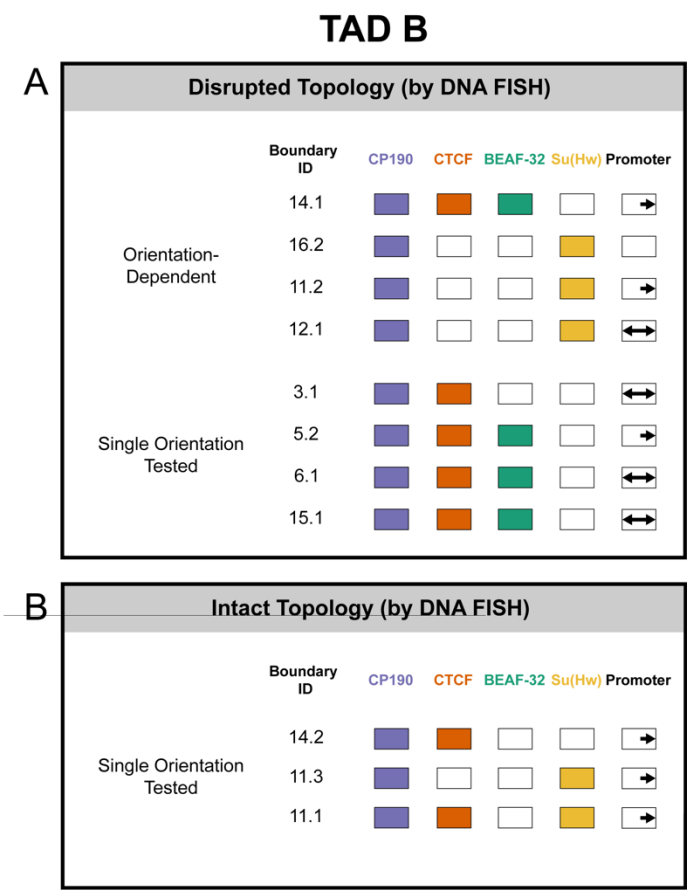 TAD B
A
Disrupted Topology (by DNA FISH)
Boundary ID CP190 CTCF BEAF-32 Su(Hw) Promoter
14.1
Orientation-Dependent
16.2
11.2
12.1
Single Orientation Tested
3.1
5.2
6.1
15.1
B
Intact Topology (by DNA FISH)
Boundary ID CP190 CTCF BEAF-32 Su(Hw) Promoter
Single Orientation Tested
14.2
11.3
11.1